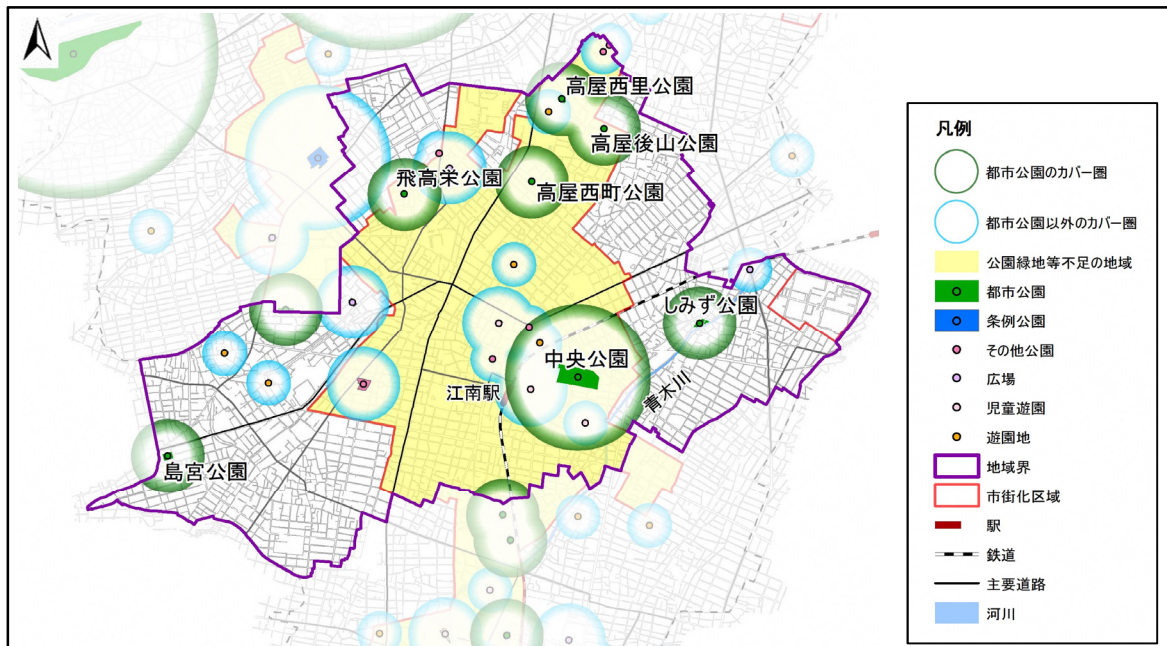 高屋西里公園
高屋後山公園
飛高栄公園
高屋西町公園
しみず公園
中央公園
江南駅
青木川
島宮公園
凡例
都市公園のカバー圏
都市公園以外のカバー圏
公園緑地等不足の地域
都市公園
条例公園
その他公園
広場
児童遊園
遊園地
地域界
市街化区域
駅
鉄道
主要道路
河川